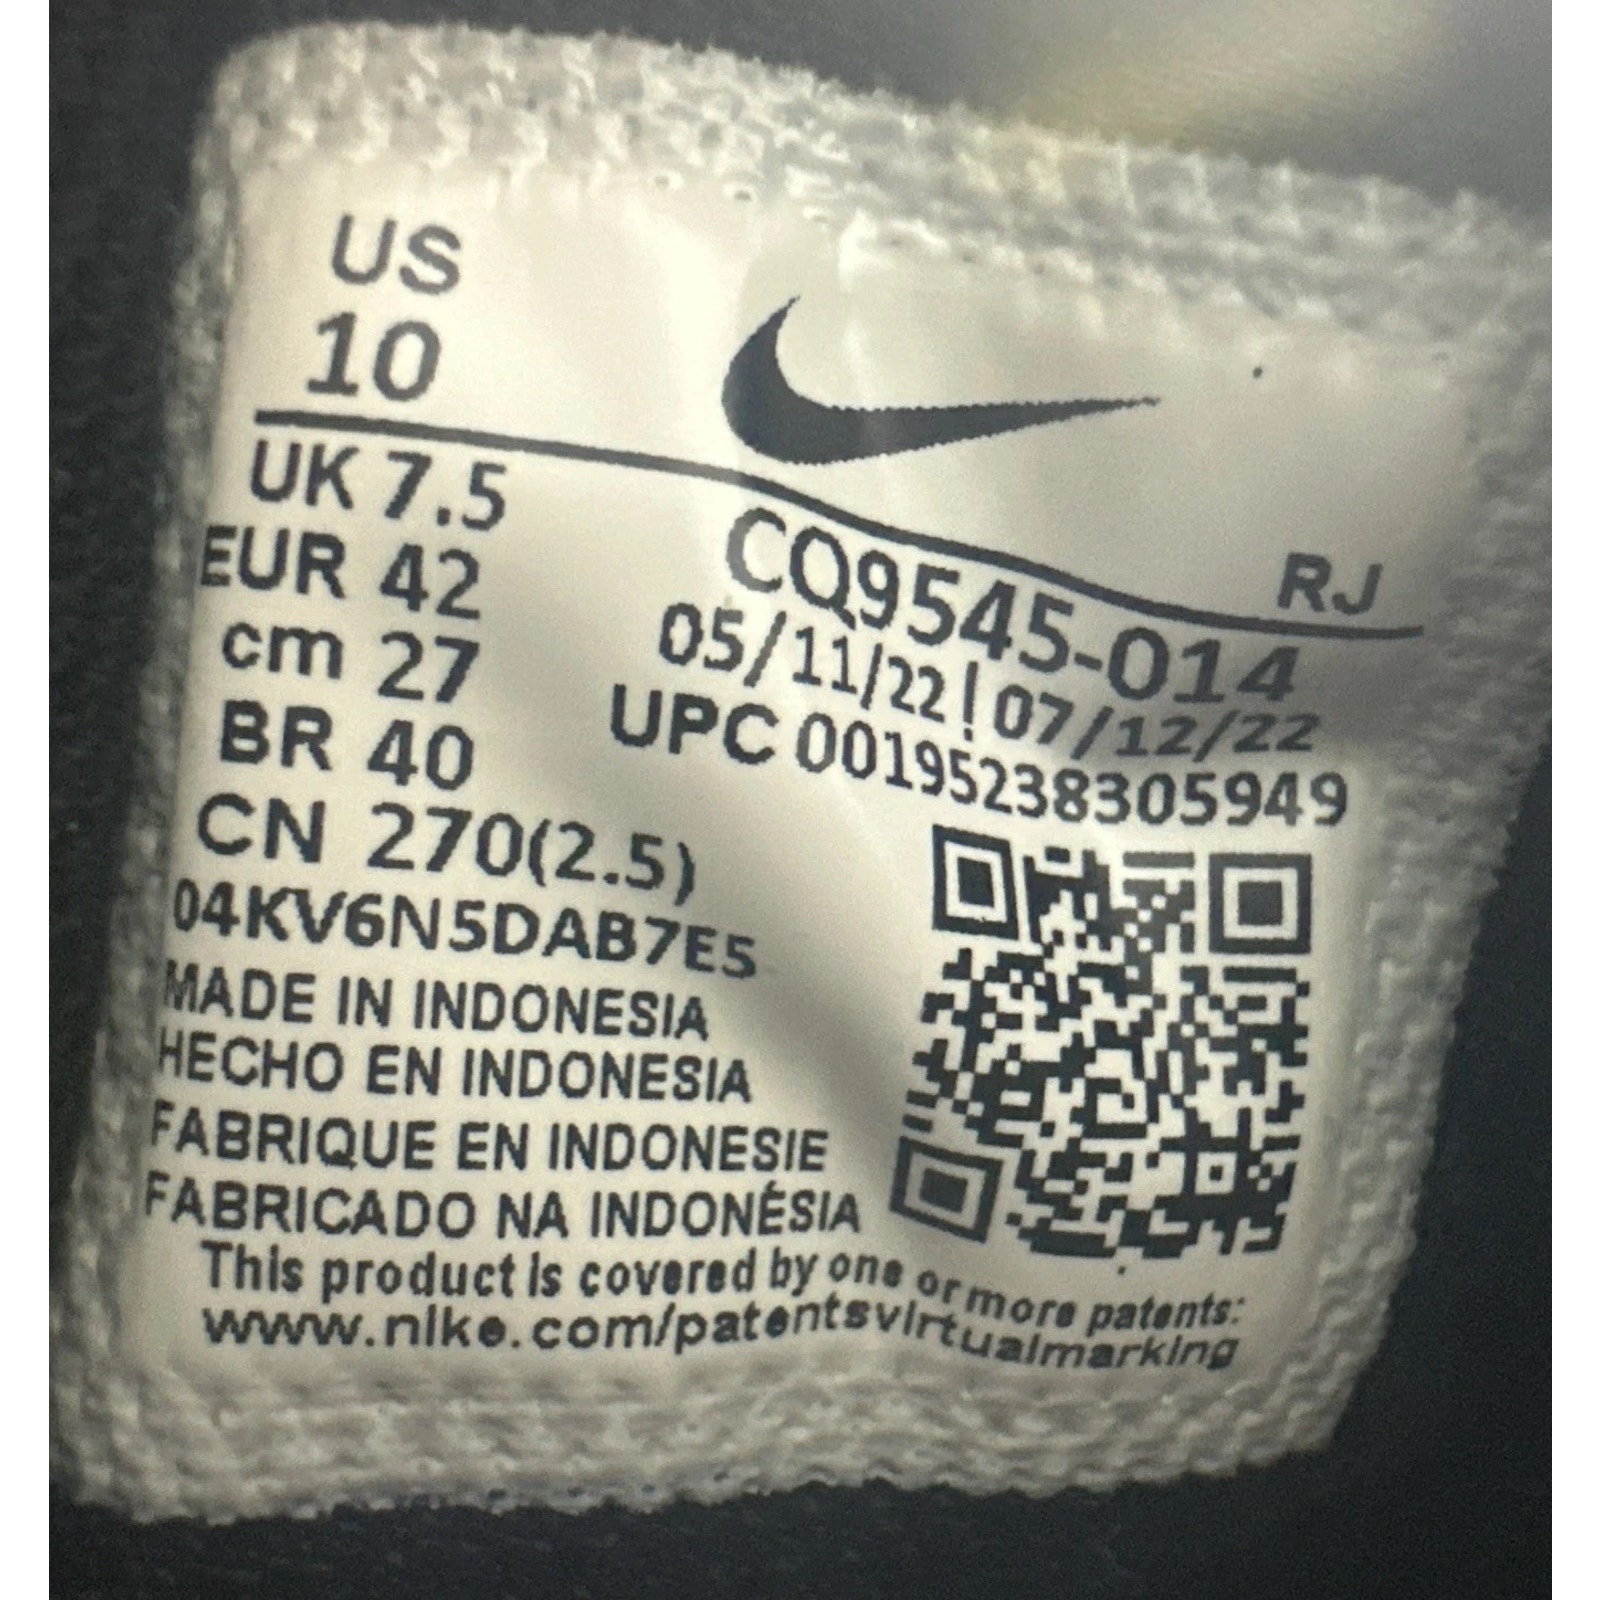 US
10
UK 7.5
EUR 42
cm 27
BR 40
CN 270(2.5)
04KV6N5DAB7E5
RJ
CQ9545-014
05/11/22 | 07/12/22
UPC 00195238305949
MADE IN INDONESIA
HECHO EN INDONESIA
FABRIQUE EN INDONESIE
FABRICADO NA INDONÉSIA
This product is covered by one or more patents:
www.nike.com/patentsvirtualmarking